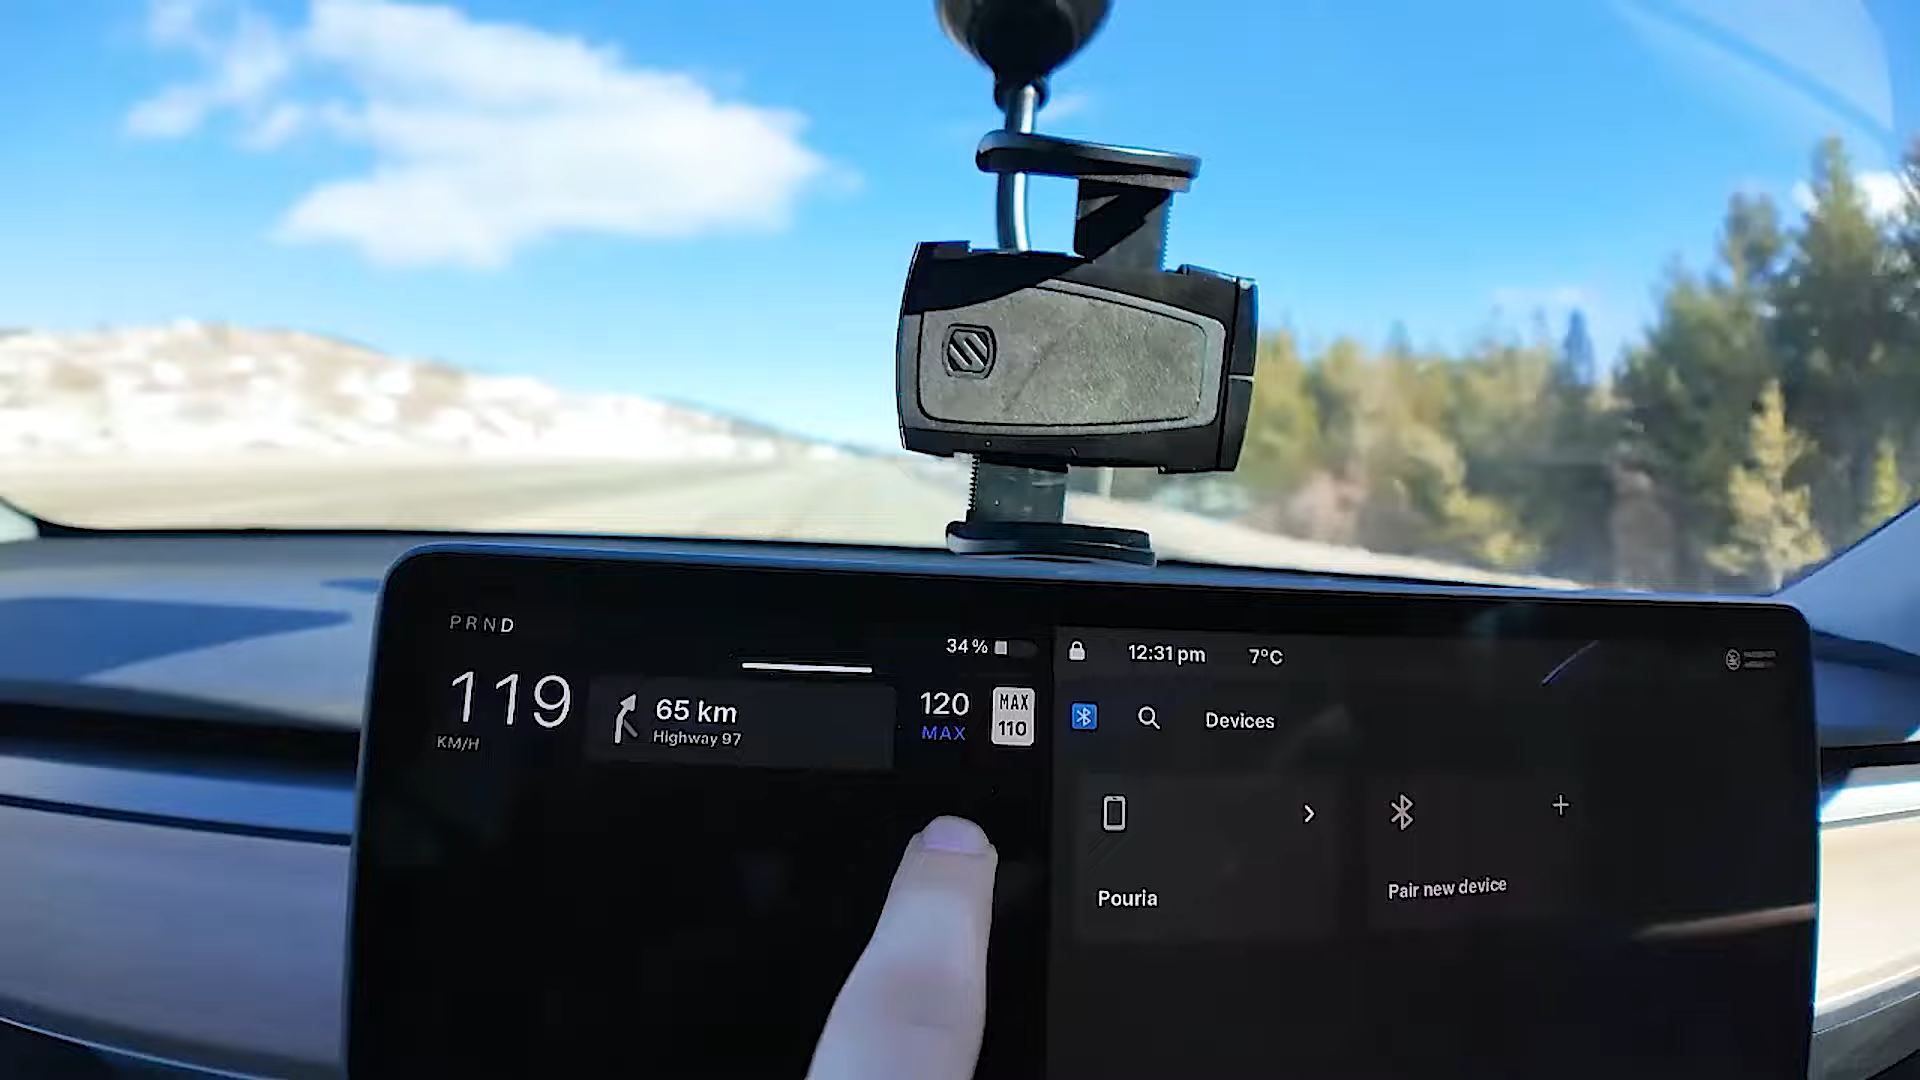 PRND
34%
12:31 pm
7°C
119
KM/H
65 km
Highway 97
120
MAX
MAX
110
Devices
Pouria
Pair new device